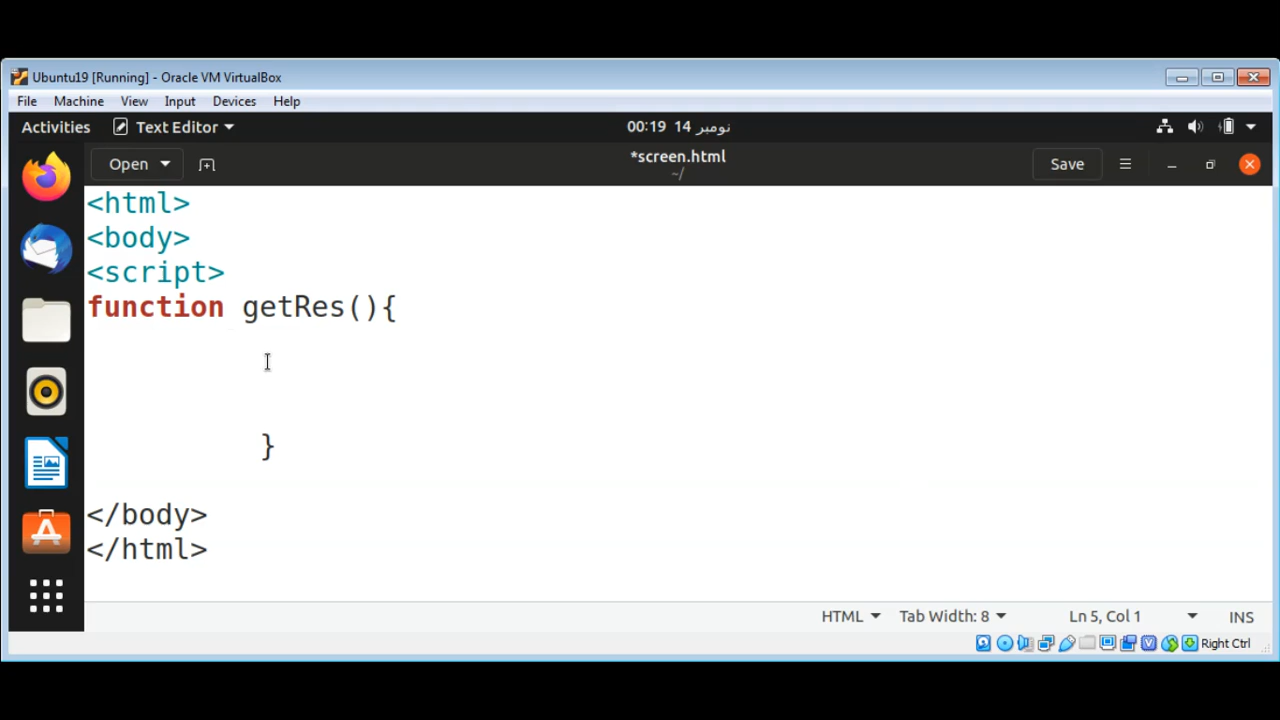 Ubuntu19 [Running] - Oracle VM VirtualBox
File Machine View Input Devices Help
Activities Text Editor 00:19 14 نومبر
Open *screen.html Save
~/
<html>
<body>
<script>
function getRes(){
}
</body>
</html>
HTML Tab Width: 8 Ln 5, Col 1 INS
Right Ctrl